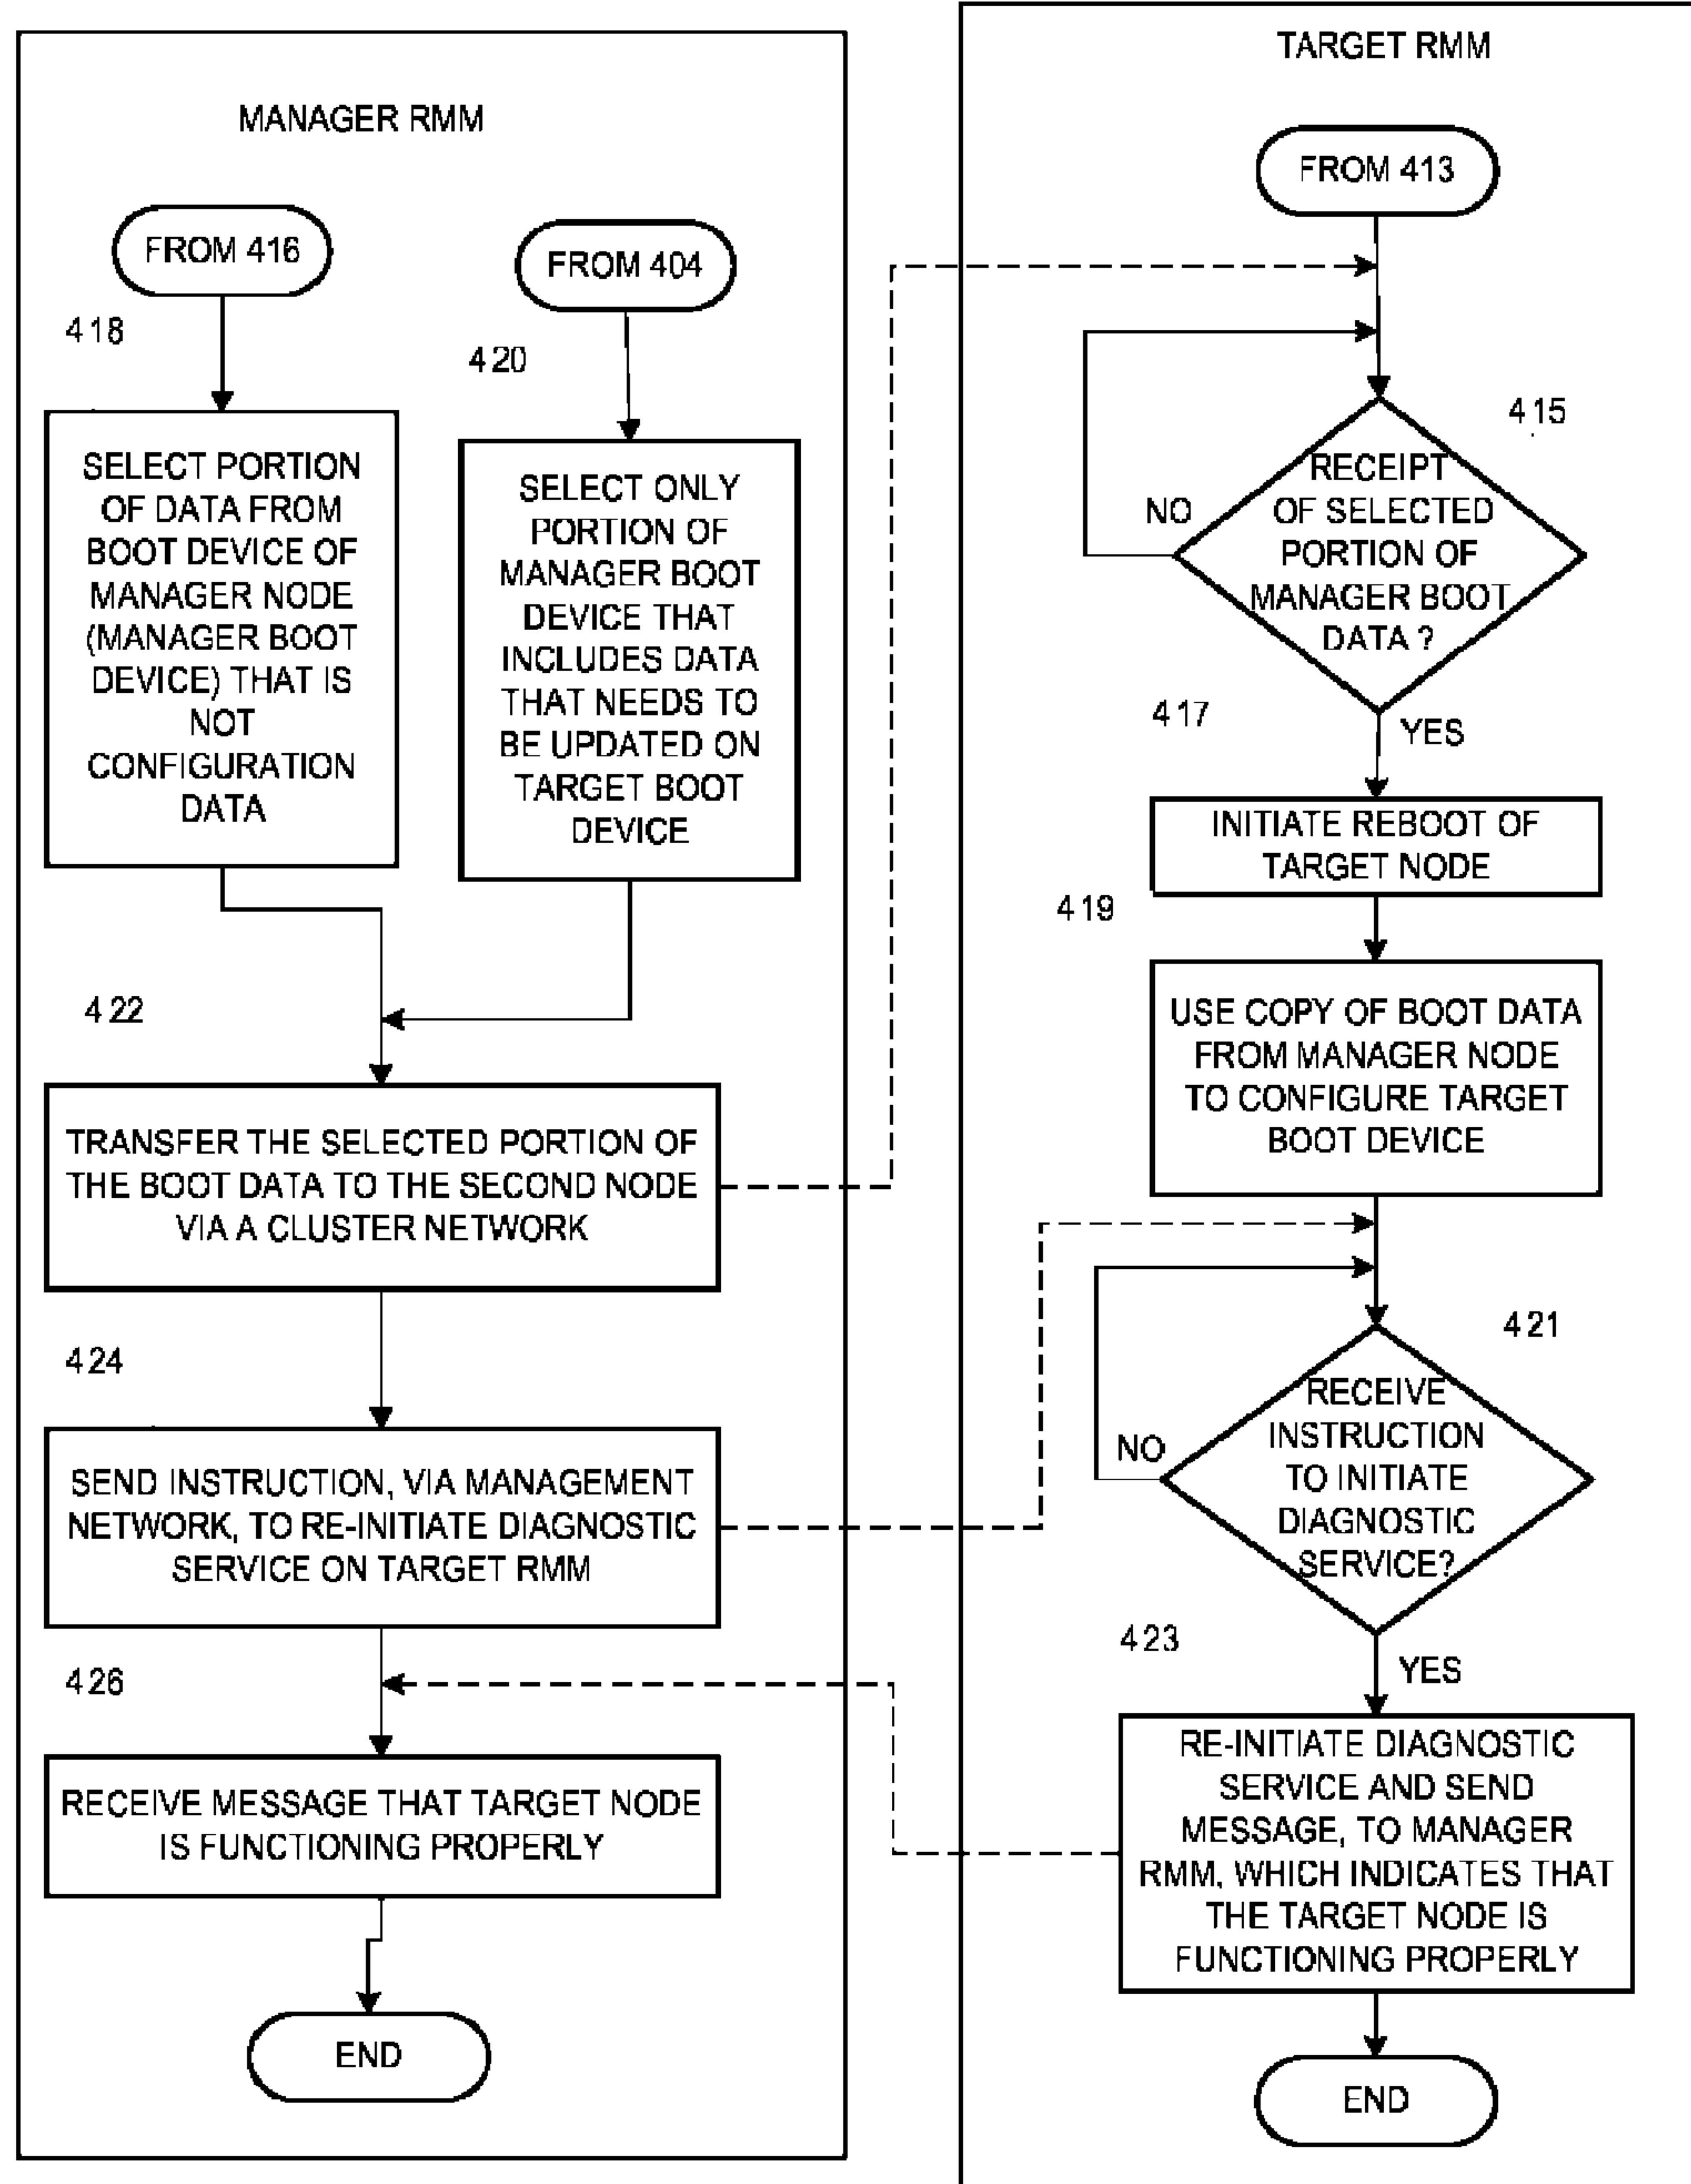 MANAGER RMM
FROM 416
FROM 404
418
420
SELECT PORTION
OF DATA FROM
BOOT DEVICE OF
MANAGER NODE
(MANAGER BOOT
DEVICE) THAT IS
NOT
CONFIGURATION
DATA
SELECT ONLY
PORTION OF
MANAGER BOOT
DEVICE THAT
INCLUDES DATA
THAT NEEDS TO
BE UPDATED ON
TARGET BOOT
DEVICE
422
TRANSFER THE SELECTED PORTION OF
THE BOOT DATA TO THE SECOND NODE
VIA A CLUSTER NETWORK
424
SEND INSTRUCTION, VIA MANAGEMENT
NETWORK, TO RE-INITIATE DIAGNOSTIC
SERVICE ON TARGET RMM
426
RECEIVE MESSAGE THAT TARGET NODE
IS FUNCTIONING PROPERLY
END
TARGET RMM
FROM 413
415
RECEIPT
OF SELECTED
PORTION OF
MANAGER BOOT
DATA ?
NO
417
YES
INITIATE REBOOT OF
TARGET NODE
419
USE COPY OF BOOT DATA
FROM MANAGER NODE
TO CONFIGURE TARGET
BOOT DEVICE
421
RECEIVE
INSTRUCTION
TO INITIATE
DIAGNOSTIC
SERVICE?
NO
423
YES
RE-INITIATE DIAGNOSTIC
SERVICE AND SEND
MESSAGE, TO MANAGER
RMM, WHICH INDICATES THAT
THE TARGET NODE IS
FUNCTIONING PROPERLY
END